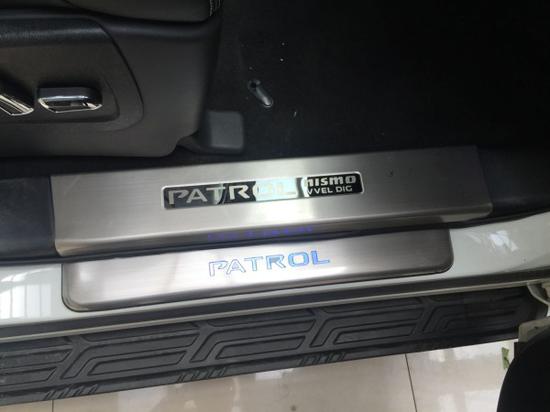 PATROL nismo
VVEL DIG
PATROL